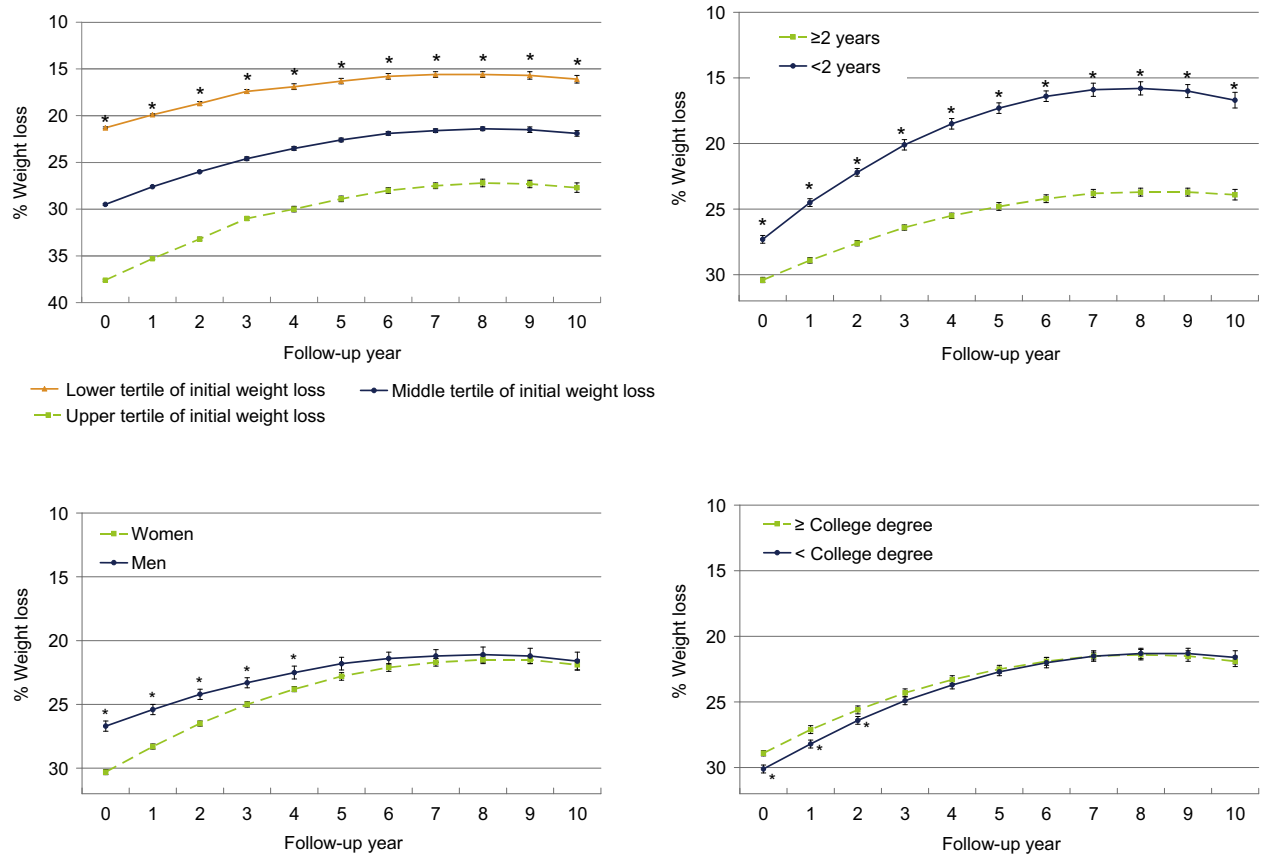 10
15
20
25
30
35
40
% Weight loss
* * * * * * * * * * *
0 1 2 3 4 5 6 7 8 9 10
Follow-up year
Lower tertile of initial weight loss Middle tertile of initial weight loss
Upper tertile of initial weight loss
10
15
20
25
30
% Weight loss
≥2 years
<2 years
* * * * * * * * * * *
0 1 2 3 4 5 6 7 8 9 10
Follow-up year
10
15
20
25
30
% Weight loss
Women
Men
* * * * *
0 1 2 3 4 5 6 7 8 9 10
Follow-up year
10
15
20
25
30
% Weight loss
≥ College degree
< College degree
* * *
0 1 2 3 4 5 6 7 8 9 10
Follow-up year